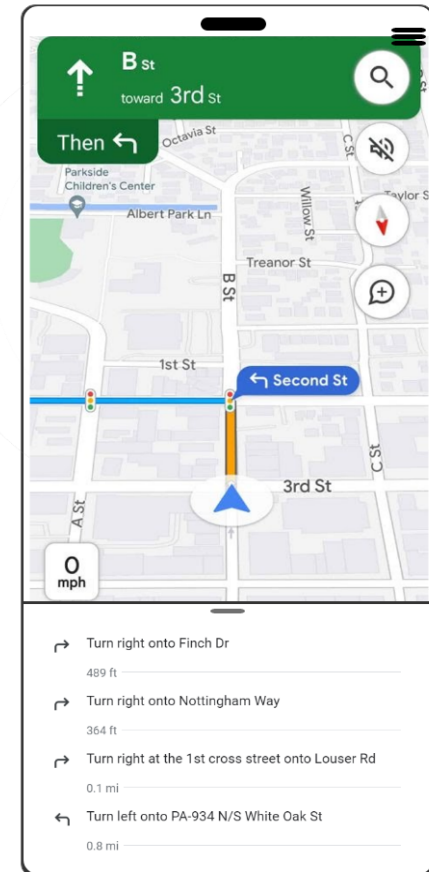 B St
toward 3rd St
Then
Octavia St
C St
St
Parkside
Children's Center
Taylor S
Albert Park Ln
Willow St
Treanor St
B St
1st St
Second St
C St
3rd St
A St
0
mph
Turn right onto Finch Dr
489 ft
Turn right onto Nottingham Way
364 ft
Turn right at the 1st cross street onto Louser Rd
0.1 mi
Turn left onto PA-934 N/S White Oak St
0.8 mi